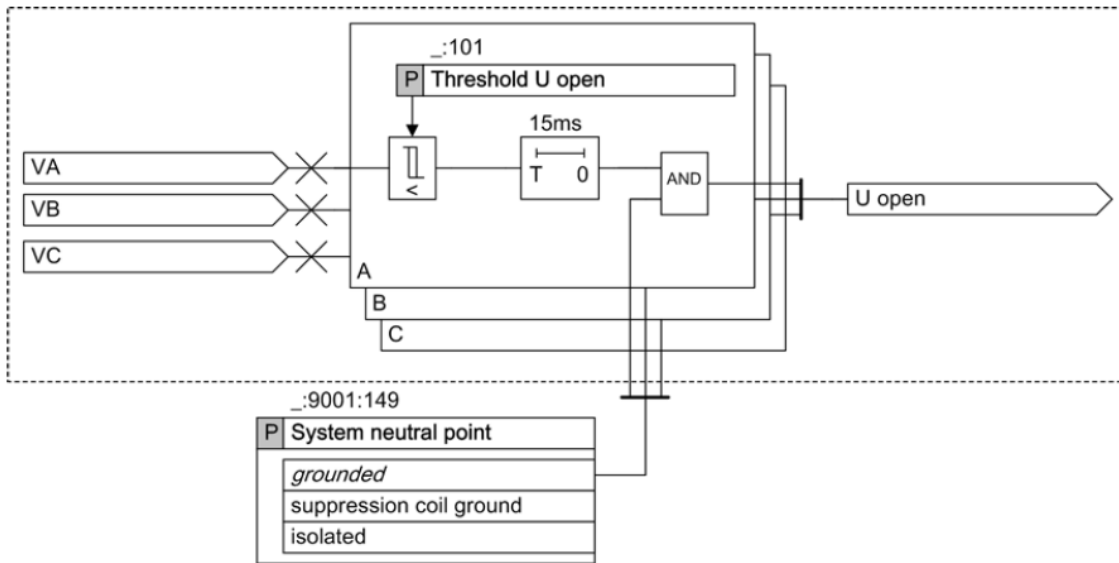 _:101
P Threshold U open
15ms
VA
<
T 0
AND
VB
U open
VC
A
B
C
_:9001:149
P System neutral point
grounded
suppression coil ground
isolated